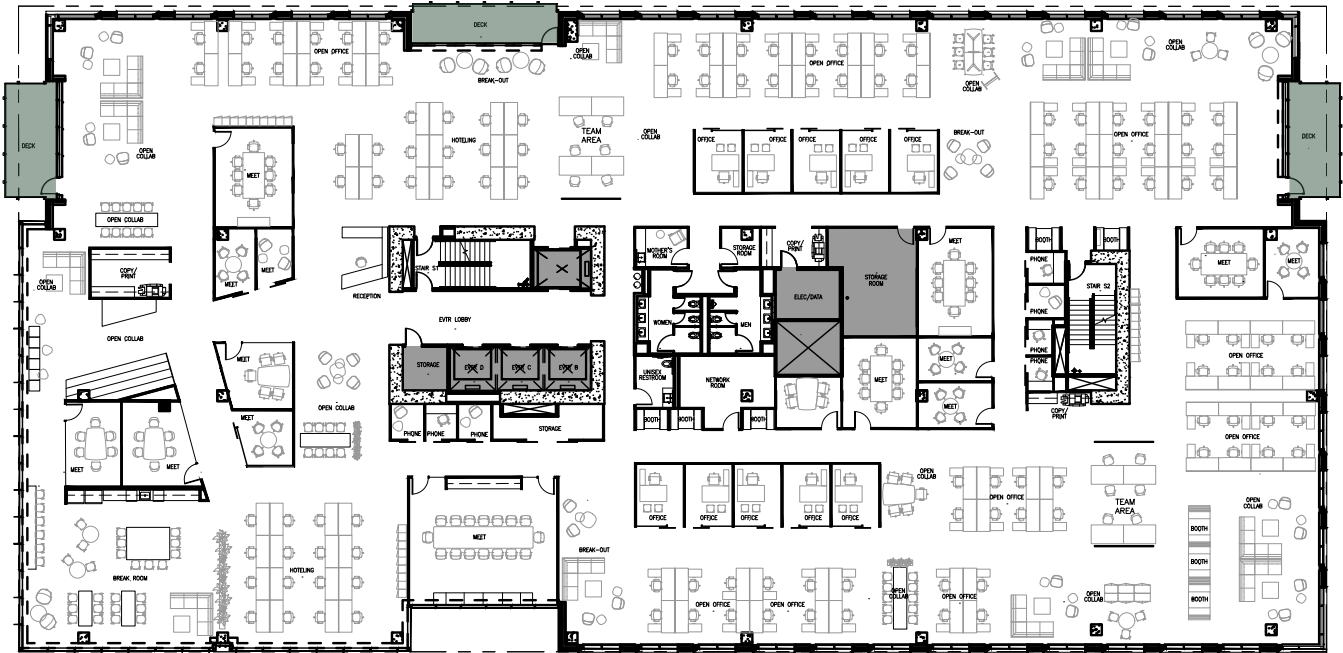 DECK
OPEN OFFICE
OPEN
COLLAB
OPEN OFFICE
OPEN
COLLAB
BREAK-OUT
OPEN
COLLAB
DECK
OPEN
COLLAB
HOTELING
TEAM
AREA
OPEN
COLLAB
OFFICE
OFFICE
OFFICE
OFFICE
OFFICE
BREAK-OUT
OPEN OFFICE
DECK
MEET
OPEN COLLAB
COPY/
PRINT
OPEN
COLLAB
MEET
MEET
RECEPTION
STAIR S1
EVTR LOBBY
MOTHER'S
ROOM
STORAGE
ROOM
COPY/
PRINT
STORAGE
ROOM
ELEC/DATA
WOMEN
MEN
MEET
BOOTH
BOOTH
PHONE
STAIR S2
PHONE
PHONE
PHONE
MEET
MEET
OPEN COLLAB
MEET
MEET
OPEN COLLAB
STORAGE
EVTR D
EVTR C
EVTR B
PHONE
PHONE
PHONE
STORAGE
UNISEX
RESTROOM
NETWORK
ROOM
BOOTH
BOOTH
BOOTH
MEET
MEET
MEET
COPY/
PRINT
OPEN OFFICE
OPEN OFFICE
MEET
MEET
BREAK ROOM
HOTELING
MEET
BREAK-OUT
OFFICE
OFFICE
OFFICE
OFFICE
OFFICE
OPEN
COLLAB
OPEN OFFICE
TEAM
AREA
OPEN
COLLAB
BOOTH
BOOTH
BOOTH
OPEN OFFICE
OPEN OFFICE
OPEN
COLLAB
OPEN OFFICE
OPEN
COLLAB